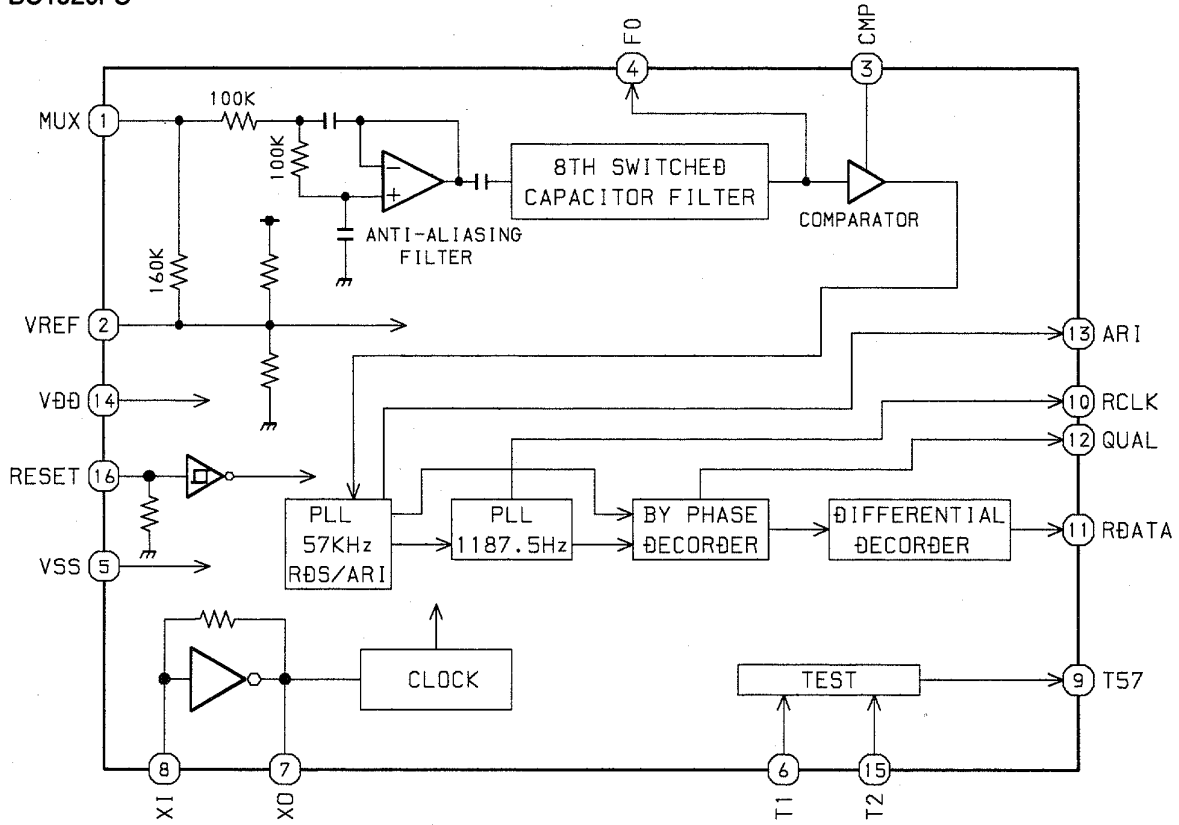 FO
CMP
4
3
MUX 1
100K
100K
8TH SWITCHED
CAPACITOR FILTER
COMPARATOR
ANTI-ALIASING
FILTER
160K
VREF 2
13 ARI
VDD 14
10 RCLK
12 QUAL
RESET 16
PLL
57KHz
RDS/ARI
PLL
1187.5Hz
BY PHASE
DECORDER
DIFFERENTIAL
DECORDER
11 RDATA
VSS 5
CLOCK
TEST
9 T57
8
7
6
15
XI
XO
T1
T2